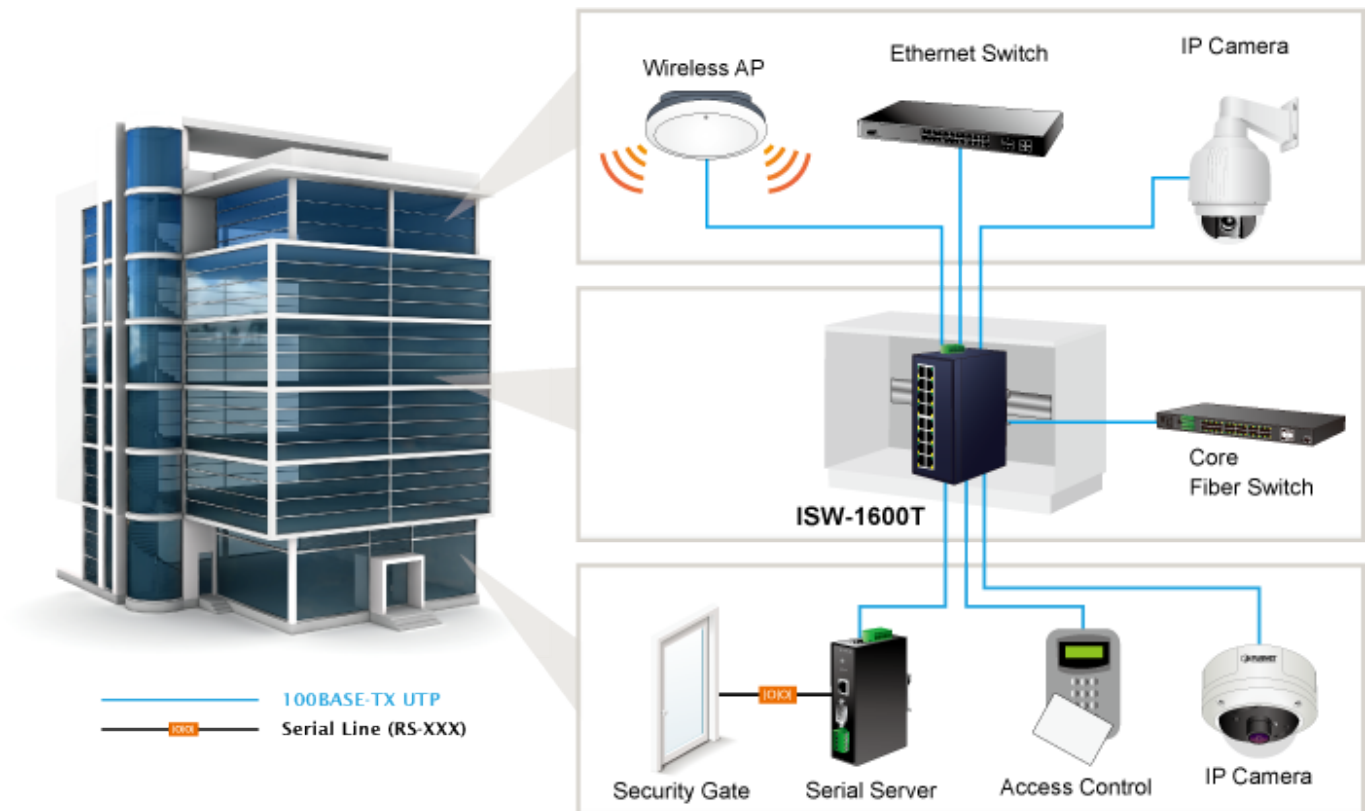 Wireless AP
Ethernet Switch
IP Camera
ISW-1600T
Core
Fiber Switch
100BASE-TX UTP
Serial Line (RS-XXX)
Security Gate
Serial Server
Access Control
IP Camera
PLANET